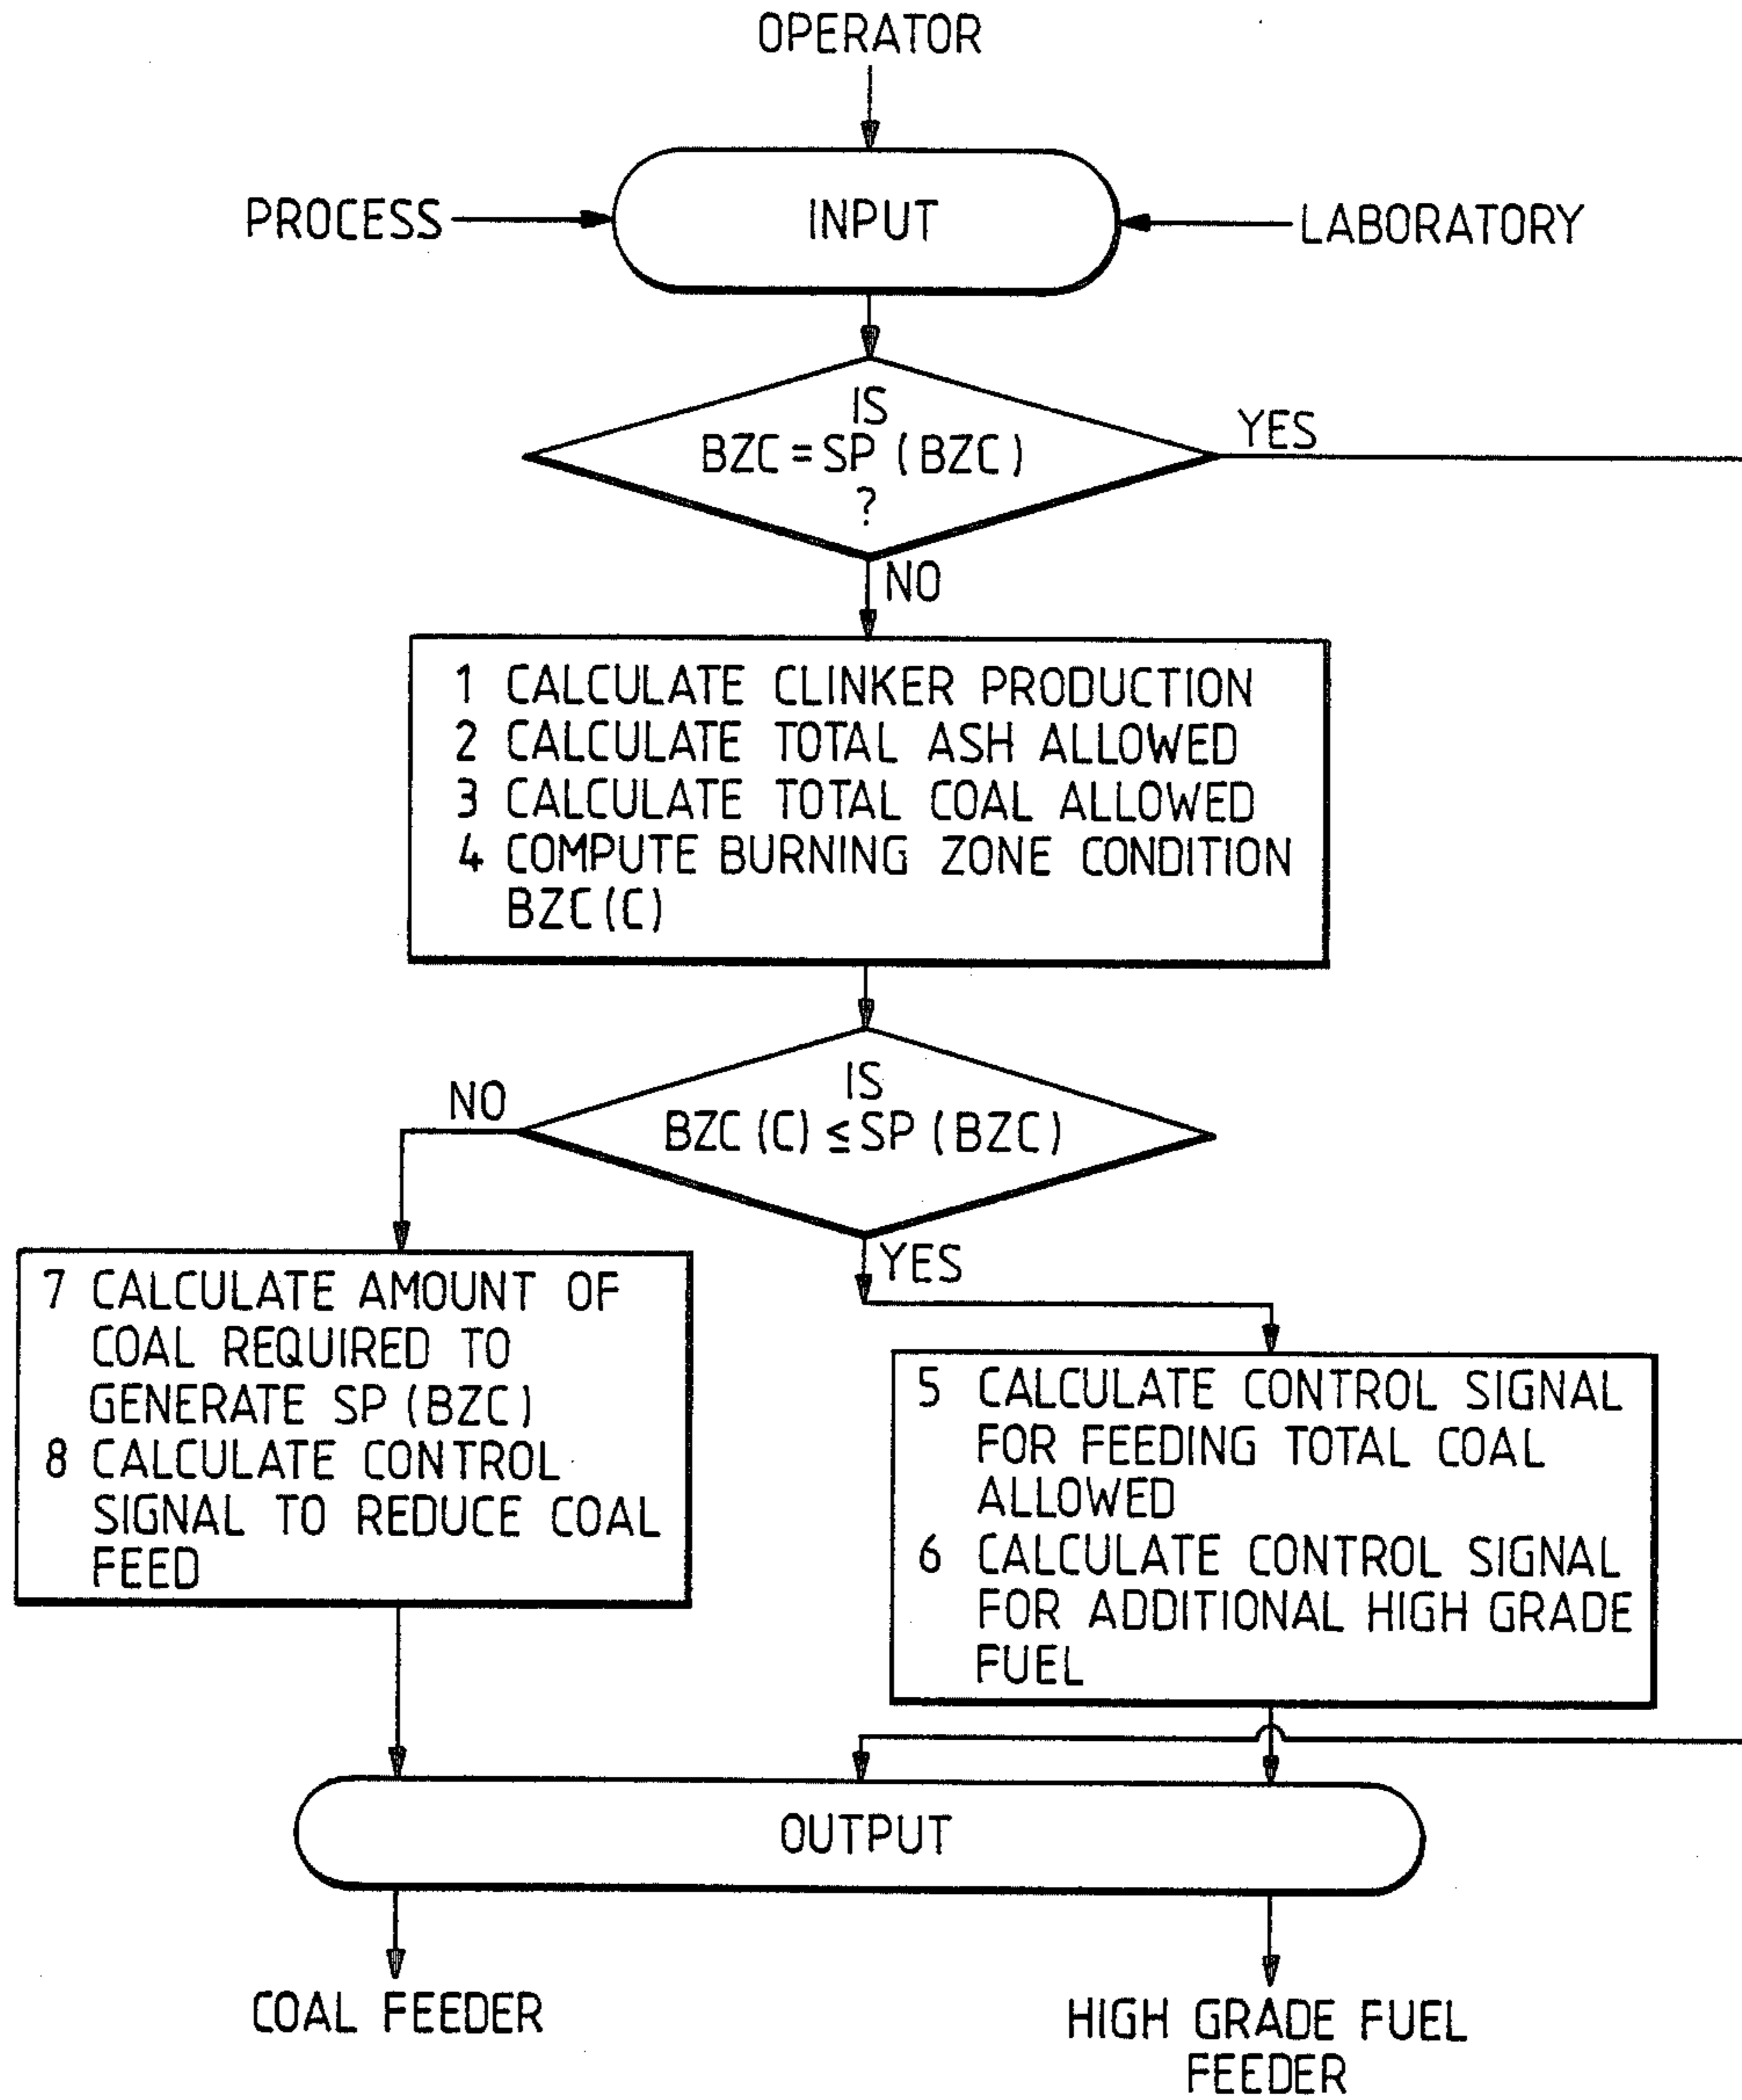 OPERATOR
PROCESS
INPUT
LABORATORY
IS
BZC = SP (BZC)
?
YES
NO
1 CALCULATE CLINKER PRODUCTION
2 CALCULATE TOTAL ASH ALLOWED
3 CALCULATE TOTAL COAL ALLOWED
4 COMPUTE BURNING ZONE CONDITION
BZC (C)
IS
BZC (C) ≤ SP (BZC)
NO
YES
7 CALCULATE AMOUNT OF
COAL REQUIRED TO
GENERATE SP (BZC)
8 CALCULATE CONTROL
SIGNAL TO REDUCE COAL
FEED
5 CALCULATE CONTROL SIGNAL
FOR FEEDING TOTAL COAL
ALLOWED
6 CALCULATE CONTROL SIGNAL
FOR ADDITIONAL HIGH GRADE
FUEL
OUTPUT
COAL FEEDER
HIGH GRADE FUEL
FEEDER